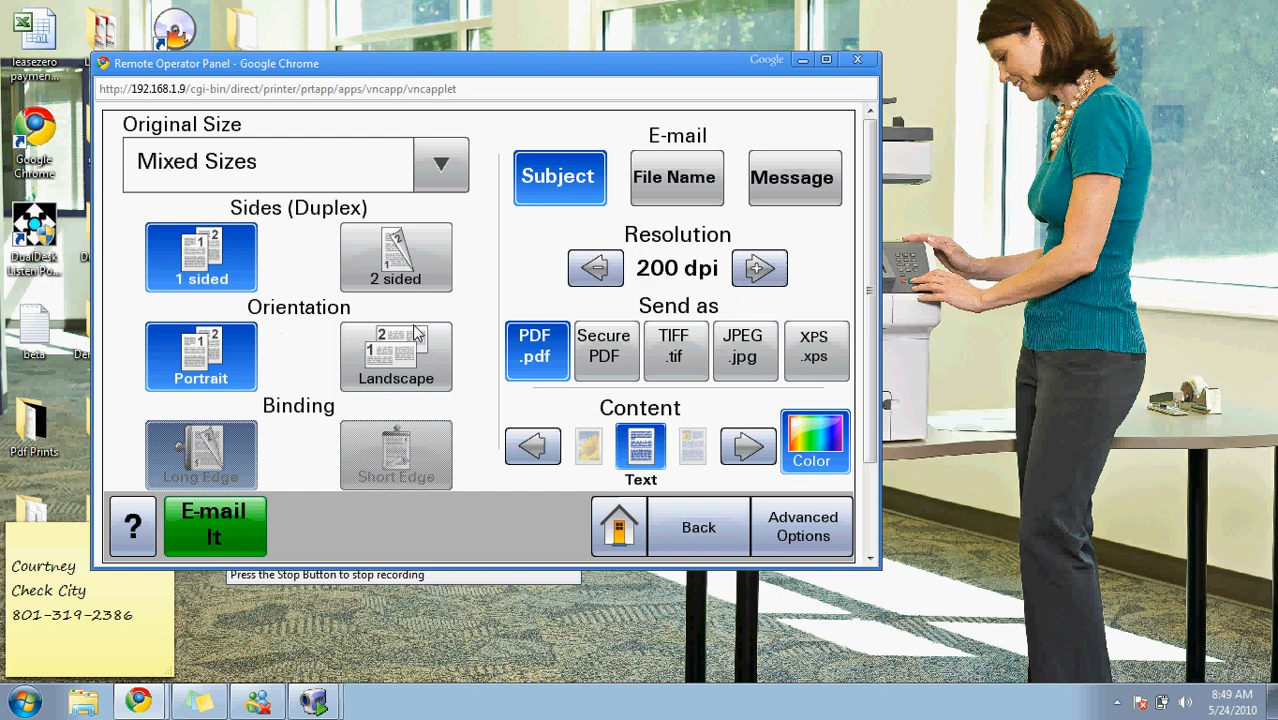 leasezero
paymen...
Google
Chrome
DualDesk
Listen Po...
beta
Pdf Prints
Remote Operator Panel - Google Chrome
Google
http://192.168.1.9/cgi-bin/direct/printer/prtapp/apps/vncapp/vncapplet
Original Size
Mixed Sizes
Sides (Duplex)
1 sided
2 sided
Orientation
Portrait
Landscape
Binding
Long Edge
Short Edge
E-mail
Subject
File Name
Message
Resolution
200 dpi
Send as
PDF
.pdf
Secure
PDF
TIFF
.tif
JPEG
.jpg
XPS
.xps
Content
Text
Color
?
E-mail
It
Back
Advanced
Options
Press the Stop Button to stop recording
Courtney
Check City
801-319-2386
8:49 AM
5/24/2010